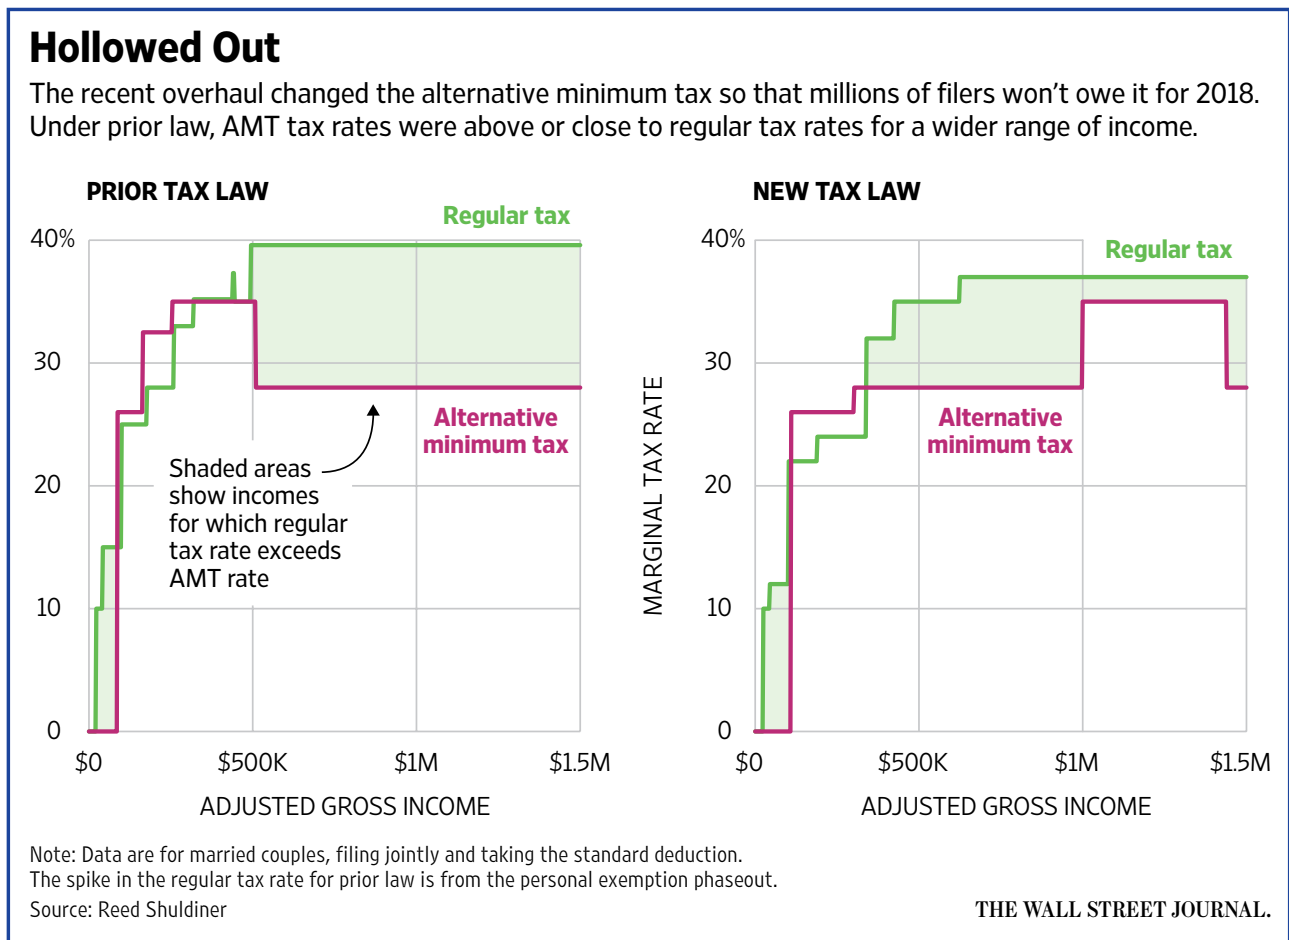 Hollowed Out
The recent overhaul changed the alternative minimum tax so that millions of filers won’t owe it for 2018.
Under prior law, AMT tax rates were above or close to regular tax rates for a wider range of income.
PRIOR TAX LAW
Regular tax
40%
30
20
10
0
Alternative
minimum tax
Shaded areas
show incomes
for which regular
tax rate exceeds
AMT rate
$0
$500K
$1M
$1.5M
ADJUSTED GROSS INCOME
NEW TAX LAW
MARGINAL TAX RATE
40%
30
20
10
0
Regular tax
Alternative
minimum tax
$0
$500K
$1M
$1.5M
ADJUSTED GROSS INCOME
Note: Data are for married couples, filing jointly and taking the standard deduction.
The spike in the regular tax rate for prior law is from the personal exemption phaseout.
Source: Reed Shuldiner
THE WALL STREET JOURNAL.